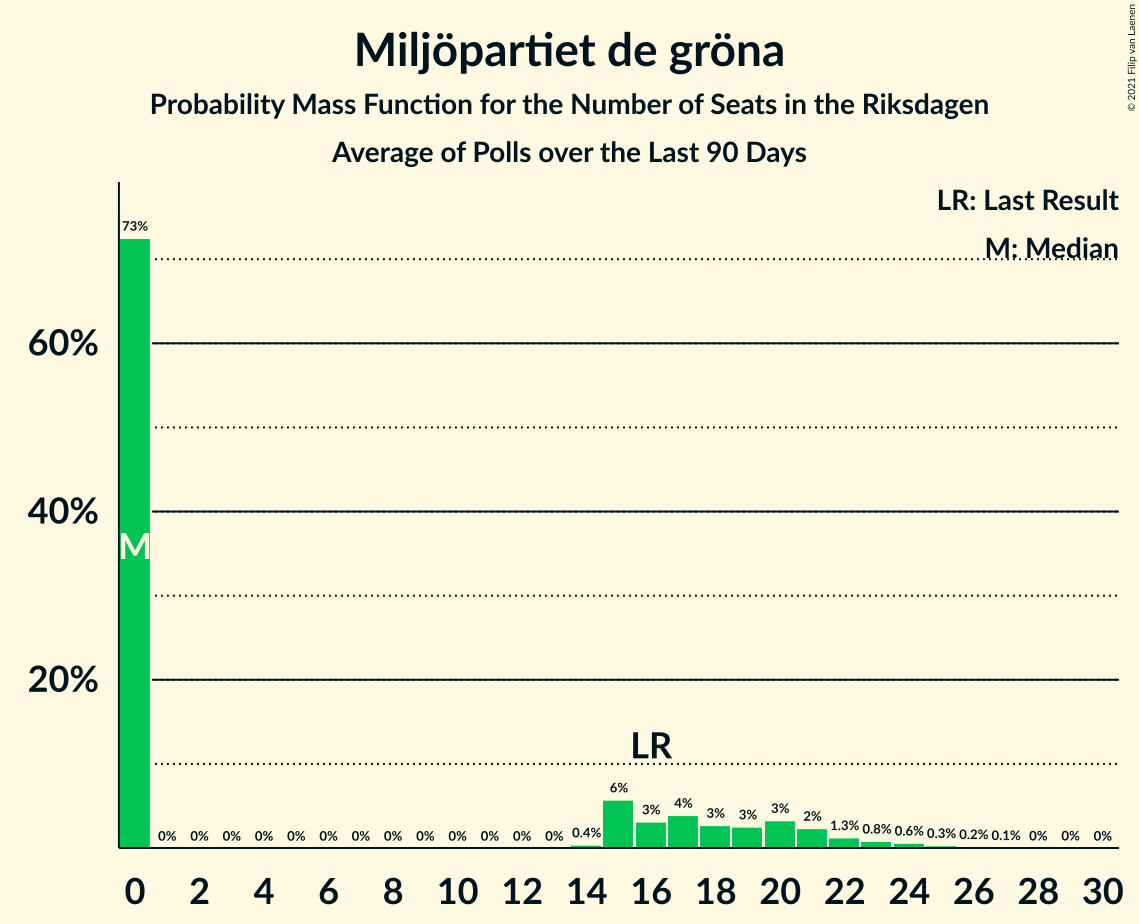 Miljöpartiet de gröna
Probability Mass Function for the Number of Seats in the Riksdagen
Average of Polls over the Last 90 Days
© 2021 Filip van Laenen
LR: Last Result
M: Median
60%
40%
20%
73%
M
LR
0% 0% 0% 0% 0% 0% 0% 0% 0% 0% 0% 0% 0% 0.4% 6% 3% 4% 3% 3% 3% 2% 1.3% 0.8% 0.6% 0.3% 0.2% 0.1% 0% 0% 0%
0 2 4 6 8 10 12 14 16 18 20 22 24 26 28 30